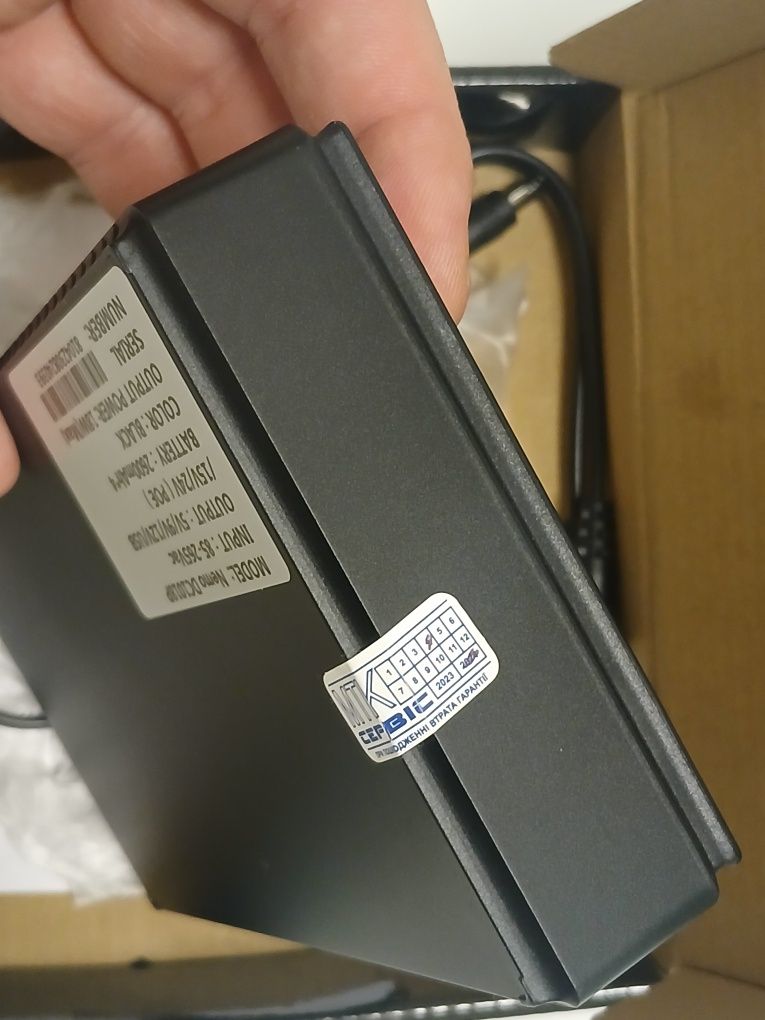 MODEL: Nemo
INPUT : 85-265Vac
OUTPUT : 5V/9V/12V/USB
/15V/24V( POE )
BATTERY : 2600mAh*4
COLOR : BLACK
OUTPUT POWER: 18W(Max)
SERIAL
NUMBER:
МТК
1 2 3 5 6
7 8 9 10 11 12
СЕРВІС 2023
ПРИ ПОШКОДЖЕННІ ВТРАТА ГАРАНТІЇ